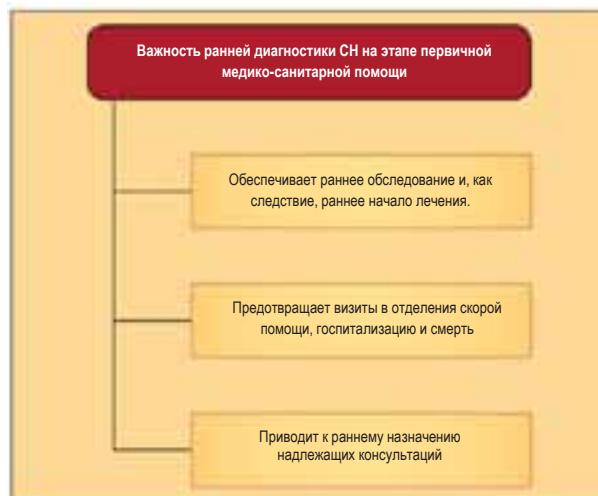 Важность ранней диагностики СН на этапе первичной
медико-санитарной помощи
Обеспечивает раннее обследование и, как
следствие, раннее начало лечения.
Предотвращает визиты в отделения скорой
помощи, госпитализацию и смерть
Приводит к раннему назначению
надлежащих консультаций